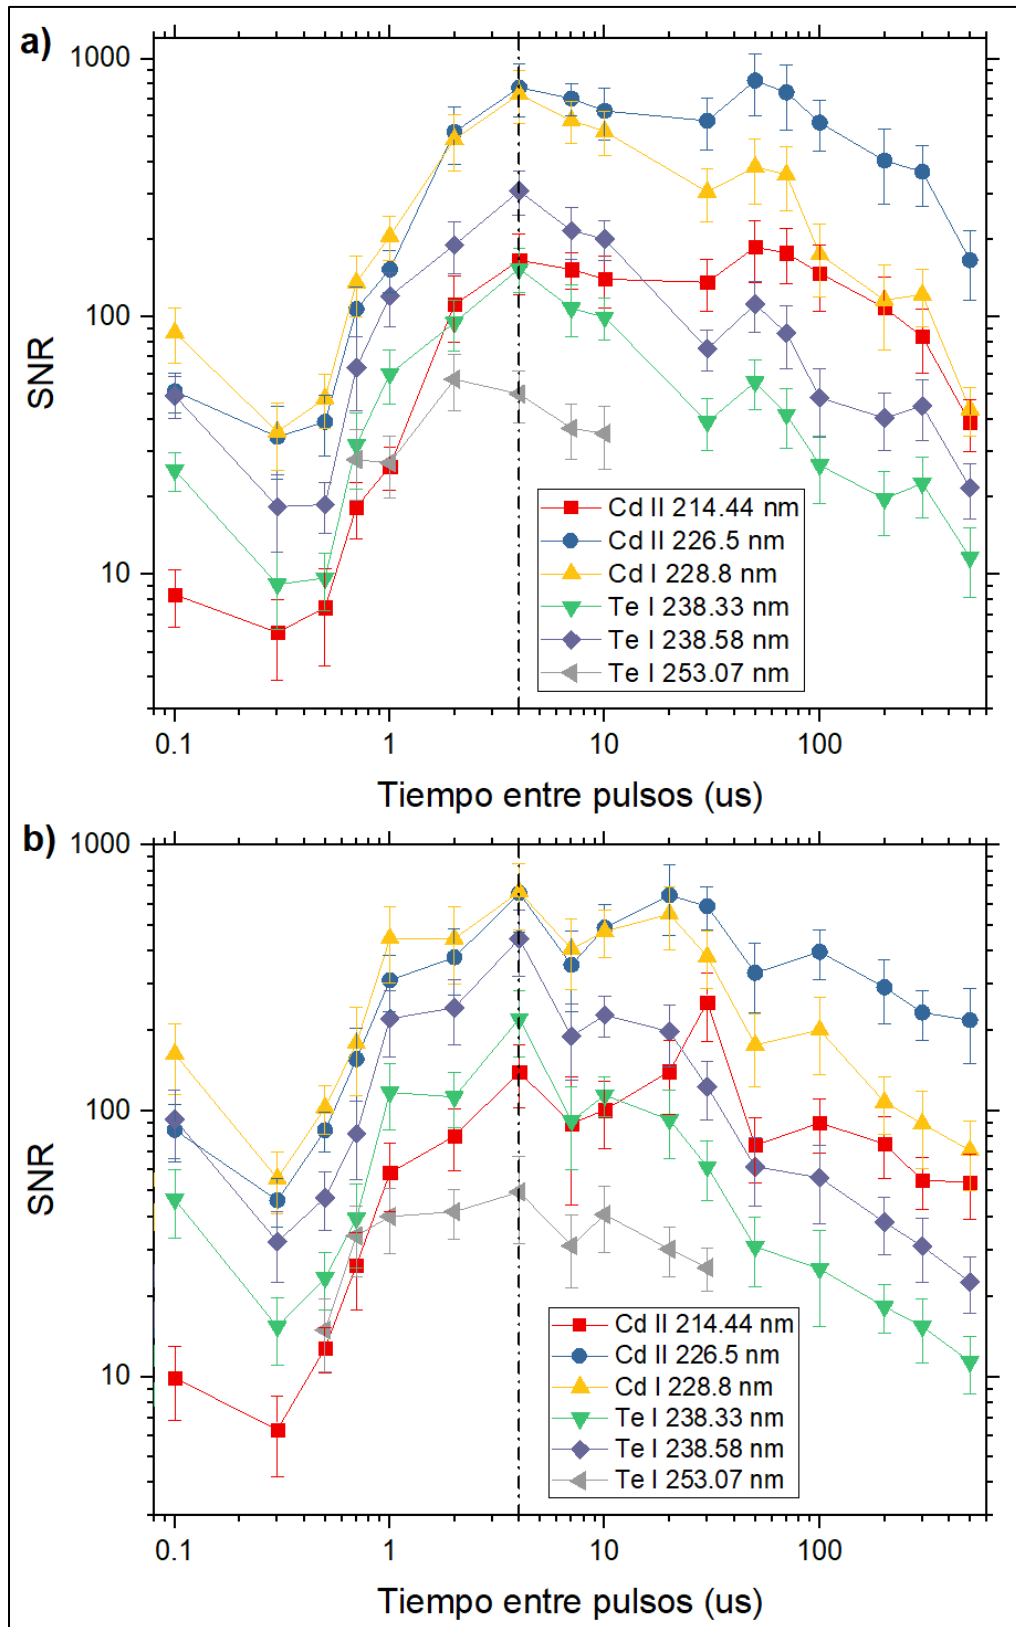 a)
1000
100
10
SNR
Cd II 214.44 nm
Cd II 226.5 nm
Cd I 228.8 nm
Te I 238.33 nm
Te I 238.58 nm
Te I 253.07 nm
0.1 1 10 100
Tiempo entre pulsos (us)
b)
1000
100
10
SNR
Cd II 214.44 nm
Cd II 226.5 nm
Cd I 228.8 nm
Te I 238.33 nm
Te I 238.58 nm
Te I 253.07 nm
0.1 1 10 100
Tiempo entre pulsos (us)